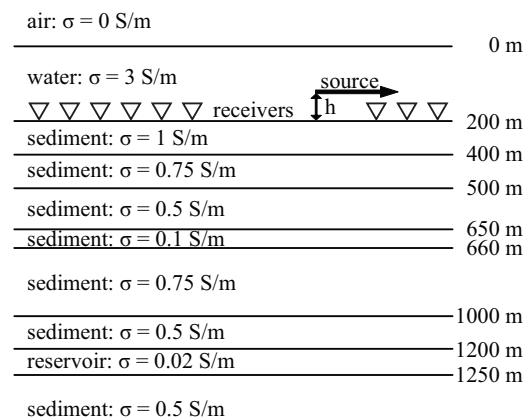 air: σ = 0 S/m
0 m
water: σ = 3 S/m
source
receivers
h
200 m
sediment: σ = 1 S/m
400 m
sediment: σ = 0.75 S/m
500 m
sediment: σ = 0.5 S/m
650 m
sediment: σ = 0.1 S/m
660 m
sediment: σ = 0.75 S/m
1000 m
sediment: σ = 0.5 S/m
1200 m
reservoir: σ = 0.02 S/m
1250 m
sediment: σ = 0.5 S/m